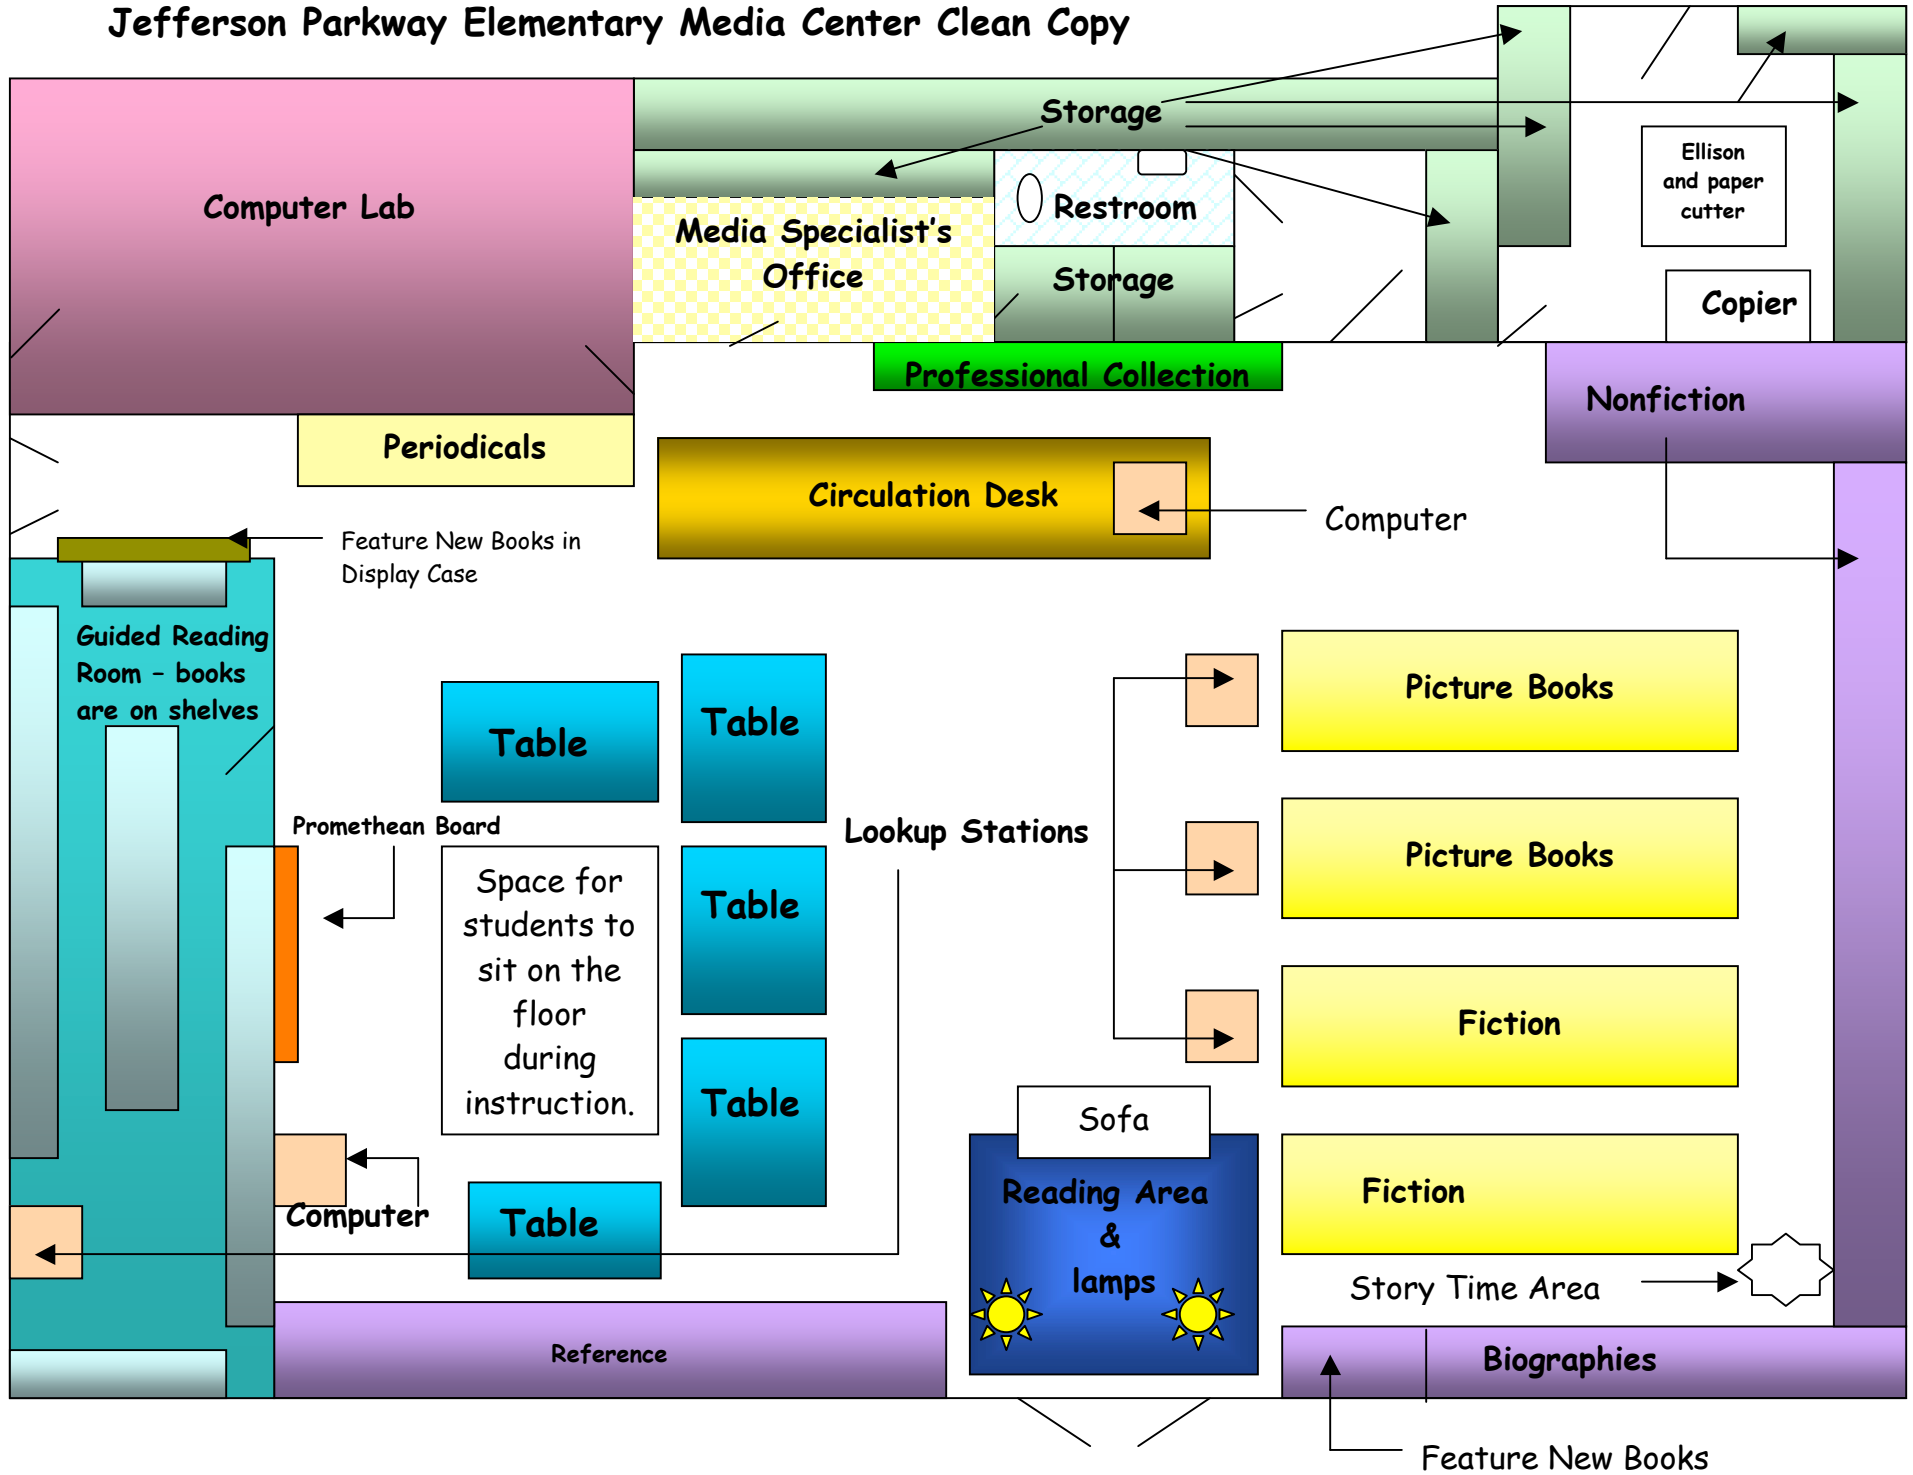 Jefferson Parkway Elementary Media Center Clean Copy
Storage
Computer Lab
Media Specialist's
Office
Restroom
Storage
Ellison
and paper
cutter
Copier
Professional Collection
Nonfiction
Periodicals
Circulation Desk
Computer
Feature New Books in
Display Case
Guided Reading
Room – books
are on shelves
Table
Table
Picture Books
Promethean Board
Lookup Stations
Picture Books
Space for
students to
sit on the
floor
during
instruction.
Table
Fiction
Table
Sofa
Reading Area
&
lamps
Fiction
Computer
Table
Story Time Area
Reference
Biographies
Feature New Books